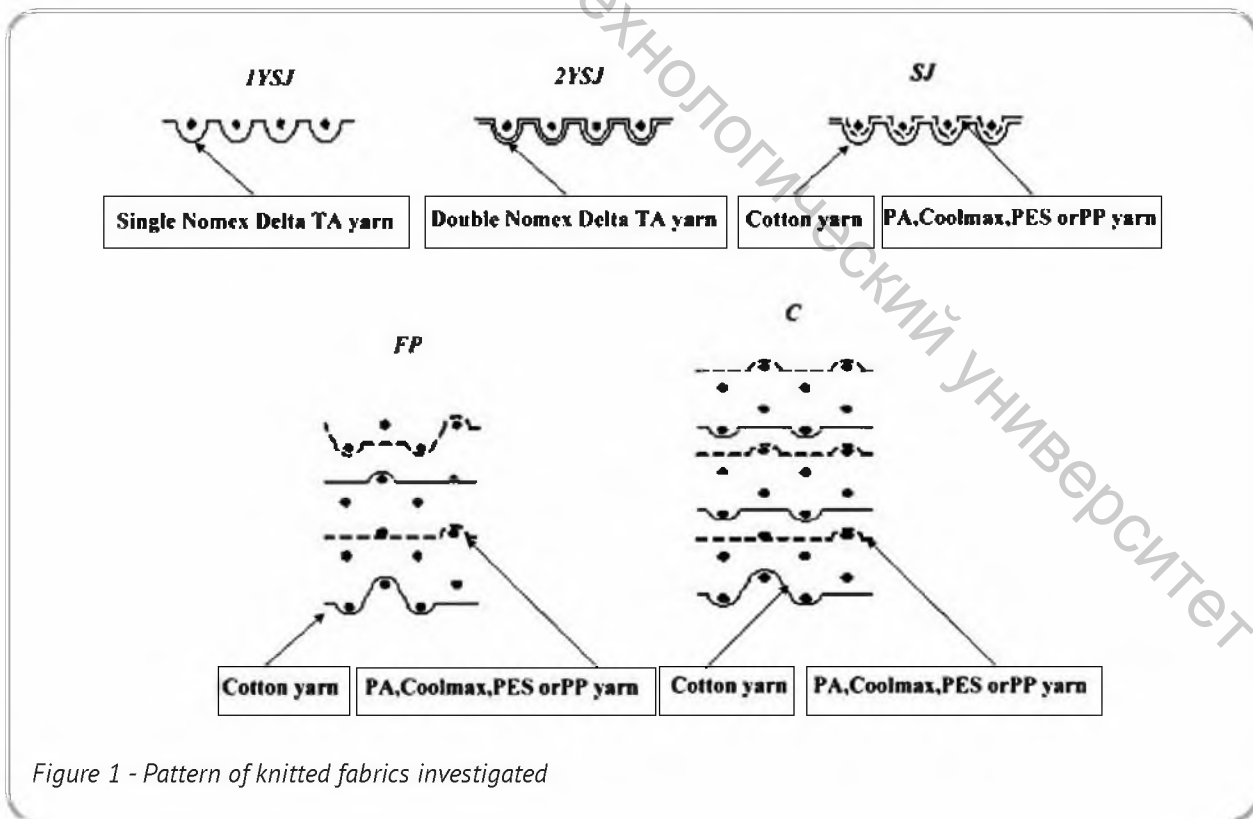 1YSJ
2YSJ
SJ
Single Nomex Delta TA yarn
Double Nomex Delta TA yarn
Cotton yarn
PA,Coolmax,PES orPP yarn
FP
C
Cotton yarn
PA,Coolmax,PES orPP yarn
Cotton yarn
PA,Coolmax,PES orPP yarn
Figure 1 - Pattern of knitted fabrics investigated
ехнологический университет